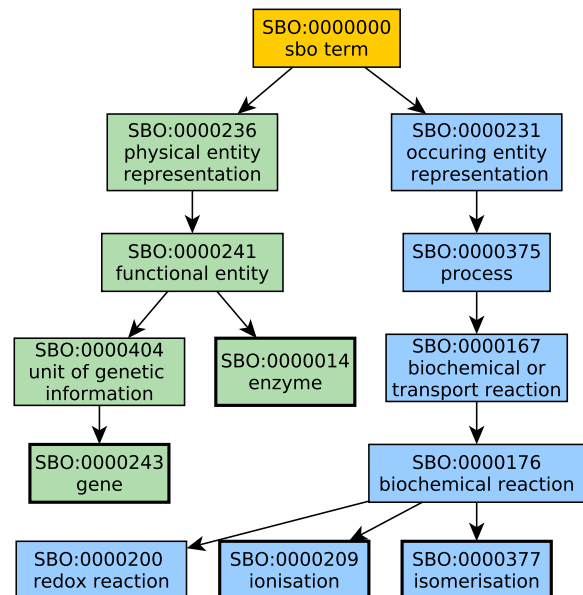 SBO:0000000
sbo term
SBO:0000236
physical entity
representation
SBO:0000231
occuring entity
representation
SBO:0000241
functional entity
SBO:0000375
process
SBO:0000404
unit of genetic
information
SBO:0000014
enzyme
SBO:0000167
biochemical or
transport reaction
SBO:0000243
gene
SBO:0000176
biochemical reaction
SBO:0000200
redox reaction
SBO:0000209
ionisation
SBO:0000377
isomerisation